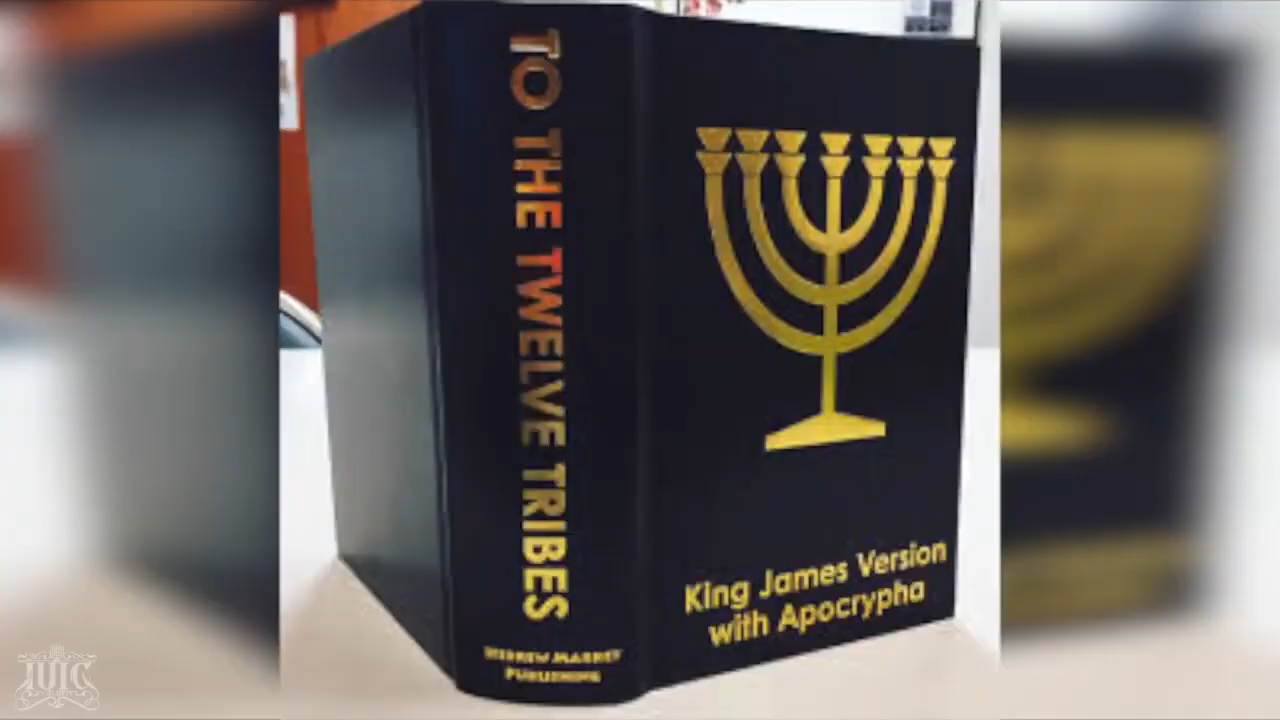 TO THE TWELVE TRIBES
HEBREW MARKET
PUBLISHING
King James Version
with Apocrypha
IUIC